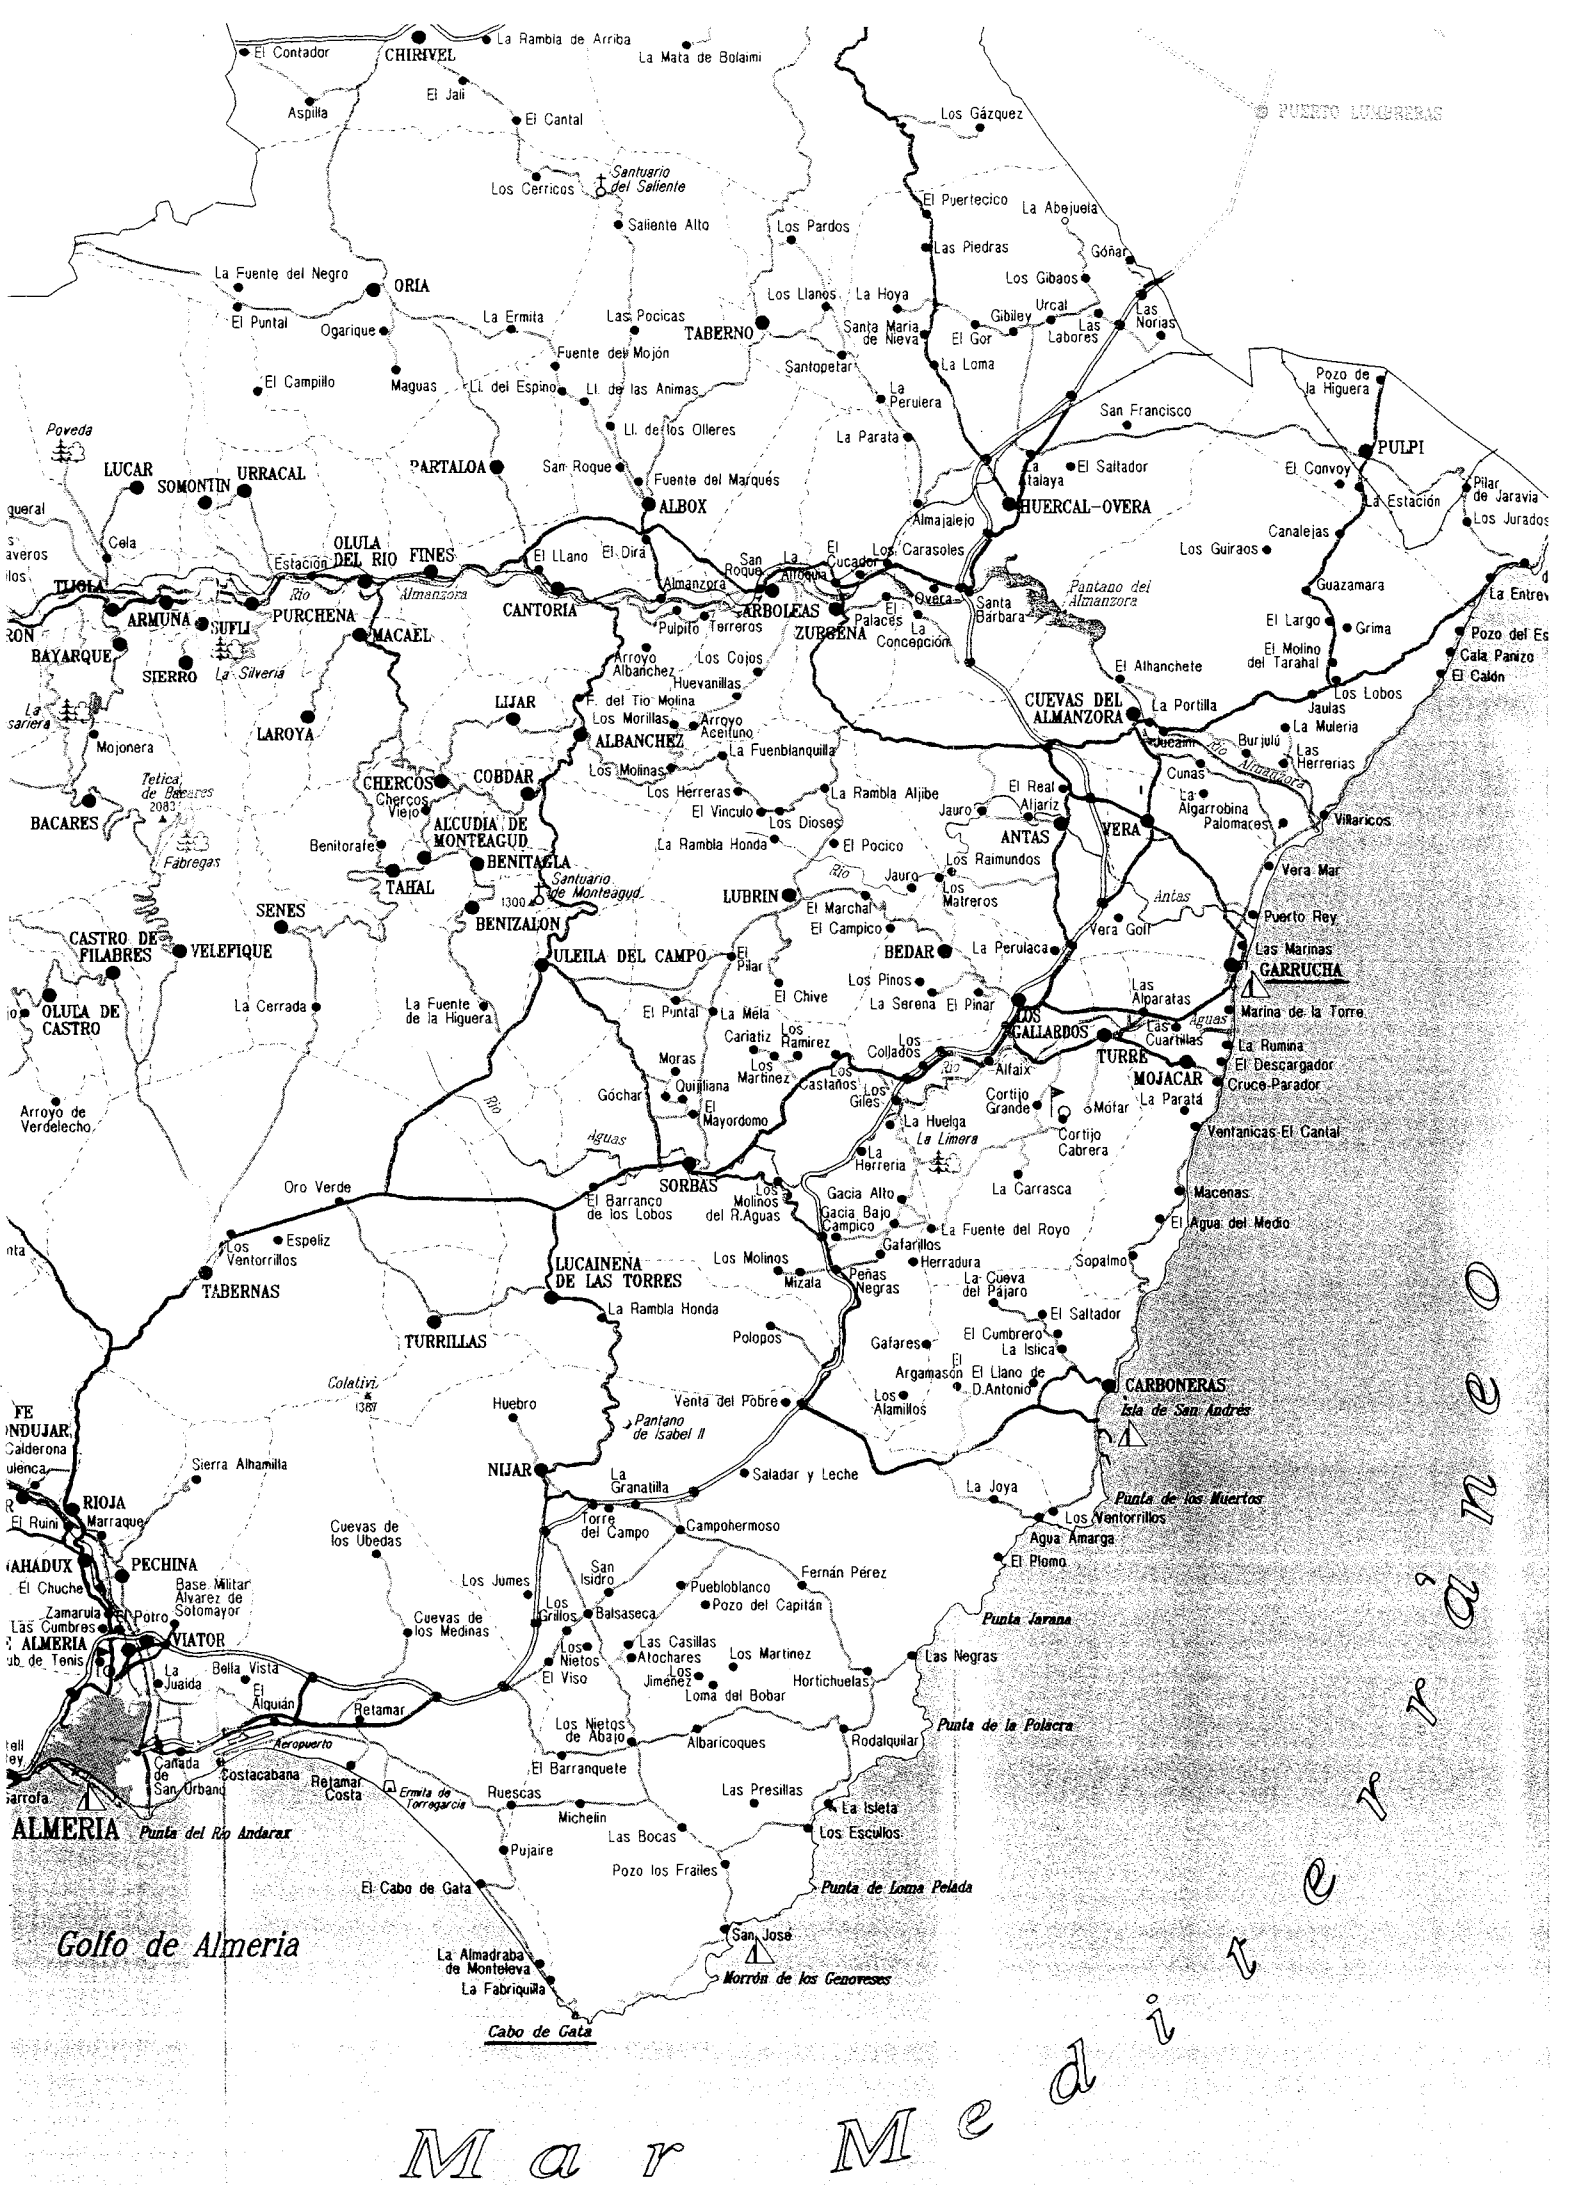 El Contador
CHIRIVEL
La Rambla de Arriba
La Mata de Bolaimi
Aspilla
El Jali
El Cantal
Los Gázquez
PUERTO LUMBRERAS
Los Cerricos
Santuario
del Saliente
Saliente Alto
El Puertecico
La Abejuela
Los Pardos
Las Piedras
Góñar
La Fuente del Negro
ORIA
Los Gibaos
El Puntal
Ogarique
La Ermita
Las Pocicas
TABERNO
Los Llanos
La Hoya
Santa Maria
de Nieva
El Gor
Gibiley
Urcal
Las
Labores
Las
Norias
Fuente del Mojón
Santopetar
La Loma
El Campillo
Maguas
Ll. del Espino
Ll. de las Animas
La
Perulera
Pozo de
la Higuera
San Francisco
Poveda
Ll. de los Olleres
La Parata
PULPI
LUCAR
SOMONTIN
URRACAL
PARTALOA
San Roque
Fuente del Marqués
La
talaya
El Saltador
El Convoy
La Estación
Pilar
de Jaravia
ALBOX
Almajalejo
HUERCAL-OVERA
Los Jurados
gueral
Cela
Canalejas
Los Guiraos
averos
Estación
OLULA
DEL RIO
FINES
El LLano
El Dira
San
Roque
La
Alfoquia
El
Cucador
Los Carasoles
TIJOLA
ARMUÑA
SUFLI
PURCHENA
Rio
Almanzora
CANTORIA
Almanzora
ARBOLEAS
ZURGENA
El
Palaces
Overa
La
Concepción
Santa
Barbara
Pantano del
Almanzora
Guazamara
La Entrev
RON
BAYARQUE
SIERRO
La Silveria
MACAEL
Pulpito
Terreros
El Largo
Grima
Pozo del Es
Arroyo
Albanchez
Los Cojos
El Molino
del Tarahal
Cala Panizo
La
sariera
LAROYA
LIJAR
F. del Tio Molina
Huevanillas
El Alhanchete
El Calón
Mojonera
Los Morillas
Arroyo
Aceituno
CUEVAS DEL
ALMANZORA
La Portilla
Los Lobos
Jaulas
ALBANCHEZ
La Fuenblanquilla
Jucaini
Rio
Almanzora
Burjulú
La Muleria
Las
Herrerias
Tetica
de Bacares
2083
CHERCOS
Chercos
Viejo
COBDAR
Los Molinas
Los Herreras
La Rambla Aljibe
El Real
Cunas
La
Algarrobina
BACARES
ALCUDIA DE
MONTEAGUD
El Vinculo
Los Dioses
Jauro
Aljariz
ANTAS
VERA
Palomares
Villaricos
Fábregas
Benitorafe
TAHAL
BENITAGLA
La Rambla Honda
El Pocico
Los Raimundos
Vera Mar
1300
Santuario
de Monteagud
LUBRIN
Rio
Jauro
Los
Matreros
Antas
SENES
BENIZALON
El Marchal
El Campico
Vera Golf
Puerto Rey
CASTRO DE
FILABRES
VELEFIQUE
ULEILA DEL CAMPO
El
Pilar
BEDAR
La Perulaca
Las Marinas
GARRUCHA
OLULA DE
CASTRO
La Cerrada
La Fuente
de la Higuera
El Puntal
La Mela
El Chive
Los Pinos
La Serena
El Pinar
LOS
GALLARDOS
Las
Alparatas
Las
Cuartillas
Aguas
Marina de la Torre
Cariatiz
Los
Ramirez
Los
Martinez
Los
Castaños
Los
Collados
Rio
Alfaix
TURRE
MOJACAR
La Rumina
El Descargador
Cruce-Parador
Moras
Góchar
Quijiliana
El
Mayordomo
Los
Giles
Cortijo
Grande
Mófar
La Paratá
Arroyo de
Verdelecho
Rio
Aguas
La Huelga
La Limera
Cortijo
Cabrera
Ventanicas-El Cantal
SORBAS
La
Herreria
Oro Verde
El Barranco
de los Lobos
Los
Molinos
del R.Aguas
Gacia Alto
Gacia Bajo
Campico
La Carrasca
Macenas
Los
Ventorrillos
Espeliz
La Fuente del Royo
El Agua del Medio
TABERNAS
LUCAINENA
DE LAS TORRES
Los Molinos
Mizala
Gafarillos
Herradura
Peñas
Negras
Sopalmo
La Cueva
del Pájaro
TURRILLAS
La Rambla Honda
Polopos
El Saltador
El Cumbrero
La Islica
Gafares
Colativi
1387
El
Argamasón
El Llano de
D.Antonio
CARBONERAS
Isla de San Andrés
Huebro
Venta del Pobre
Los
Alamillos
Pantano
de Isabel II
FE
ONDUJAR
Calderona
Sierra Alhamilla
NIJAR
La
Granatilla
Saladar y Leche
La Joya
Punta de los Muertos
RIOJA
El Ruini
Marraque
Cuevas de
los Ubedas
Torre
del Campo
Campohermoso
Los Ventorrillos
Agua Amarga
AHADUX
PECHINA
El Chuche
Base Militar
Alvarez de
Sotomayor
San
Isidro
Fernán Pérez
El Plomo
Zamarula
El Potro
Los Jumes
Los
Grillos
Puebloblanco
Pozo del Capitán
Las Cumbres
VIATOR
Cuevas de
los Medinas
Balsaseca
Punta Javana
ALMERIA
ub. de Tenis
La
Juaida
Bella Vista
El
Alquián
Los
Nietos
El Viso
Las Casillas
Atochares
Los
Jimenez
Los Martinez
Loma del Bobar
Hortichuelas
Las Negras
Retamar
Los Nietos
de Abajo
Albaricoques
Rodalquilar
Punta de la Polacra
Cañada
de
San Urbano
Aeropuerto
Costacabana
Retamar
Costa
Ermita de
Torregarcia
El Barranquete
Ruescas
Michelin
Las Presillas
La Isleta
Garrofa
ALMERIA
Punta del Rio Andarax
Pujaire
Las Bocas
Los Escullos
Pozo los Frailes
El Cabo de Gata
Punta de Loma Pelada
Golfo de Almeria
La Almadraba
de Monteleva
La Fabriquilla
San José
Morrón de los Genoveses
Cabo de Gata
Mar Mediterráneo